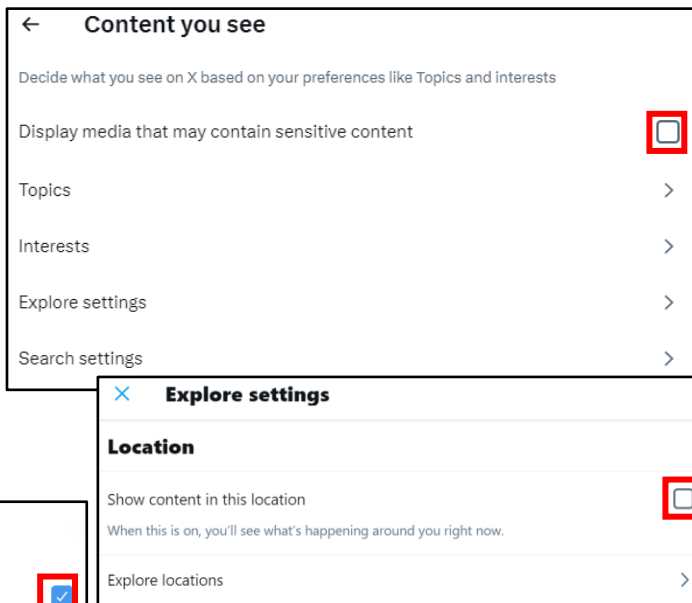 Content you see
Decide what you see on X based on your preferences like Topics and interests
Display media that may contain sensitive content
Topics
Interests
Explore settings
Search settings
Explore settings
Location
Show content in this location
When this is on, you'll see what's happening around you right now.
Explore locations